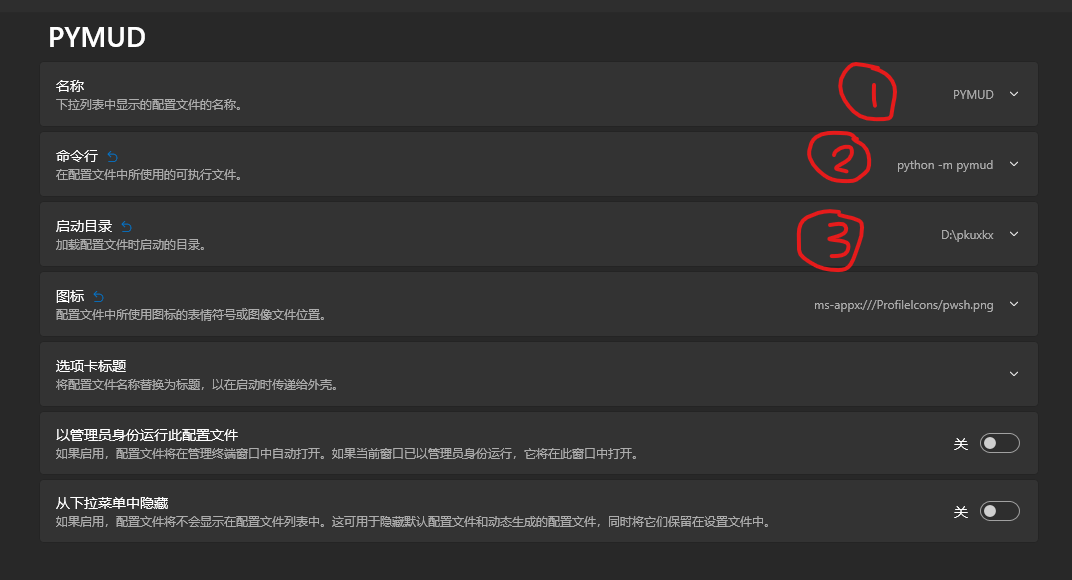 PYMUD
名称
下拉列表中显示的配置文件的名称。
1
PYMUD
命令行
在配置文件中所使用的可执行文件。
2
python -m pymud
启动目录
加载配置文件时启动的目录。
3
D:\pkuxkx
图标
配置文件中所使用图标的表情符号或图像文件位置。
ms-appx:///ProfileIcons/pwsh.png
选项卡标题
将配置文件名称替换为标题，以在启动时传递给外壳。
以管理员身份运行此配置文件
如果启用，配置文件将在管理终端窗口中自动打开。如果当前窗口已以管理员身份运行，它将在此窗口中打开。
关
从下拉菜单中隐藏
如果启用，配置文件将不会显示在配置文件列表中。这可用于隐藏默认配置文件和动态生成的配置文件，同时将它们保留在设置文件中。
关